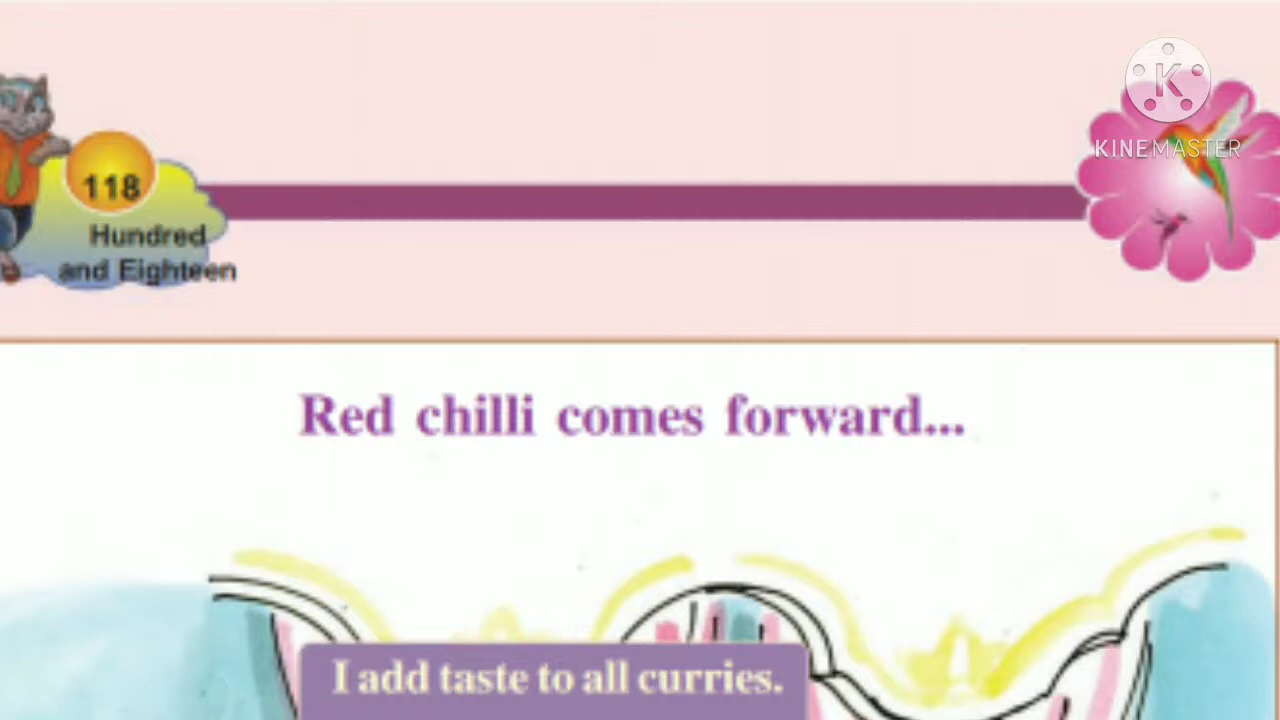 KINEMASTER
118
Hundred
and Eighteen
Red chilli comes forward...
I add taste to all curries.